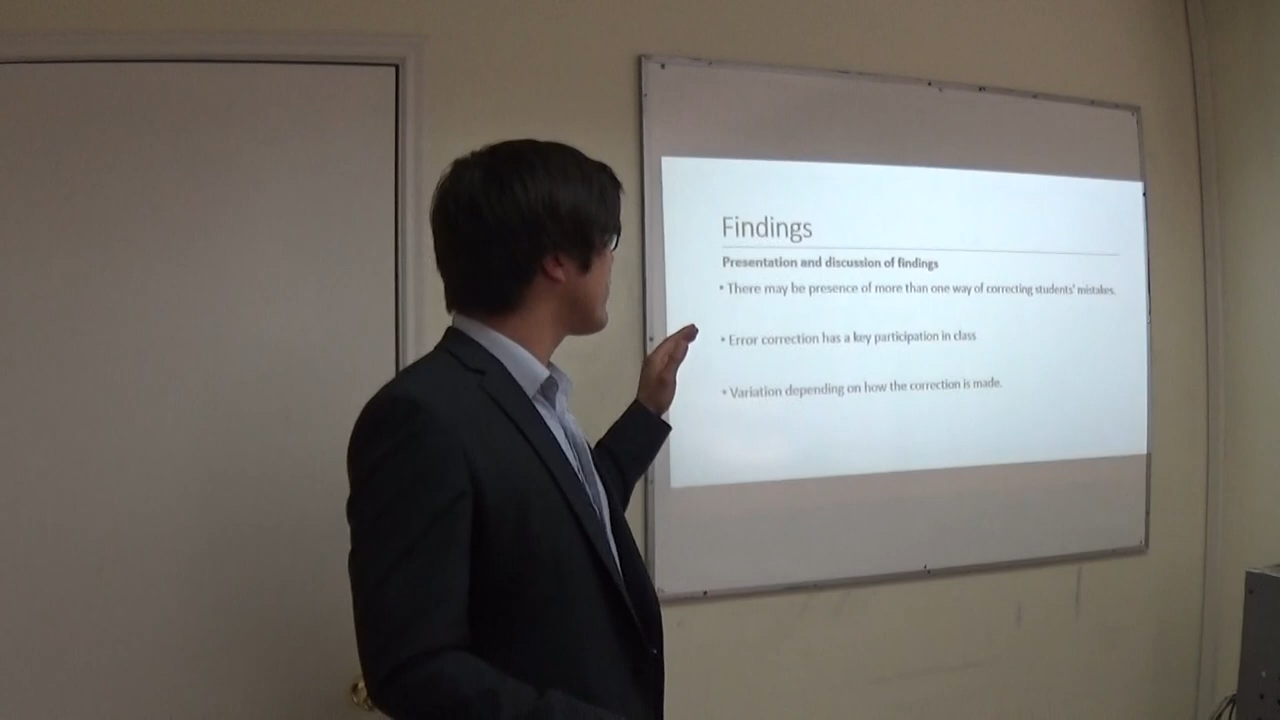 Findings
Presentation and discussion of findings
• There may be presence of more than one way of correcting students' mistakes.
• Error correction has a key participation in class
• Variation depending on how the correction is made.